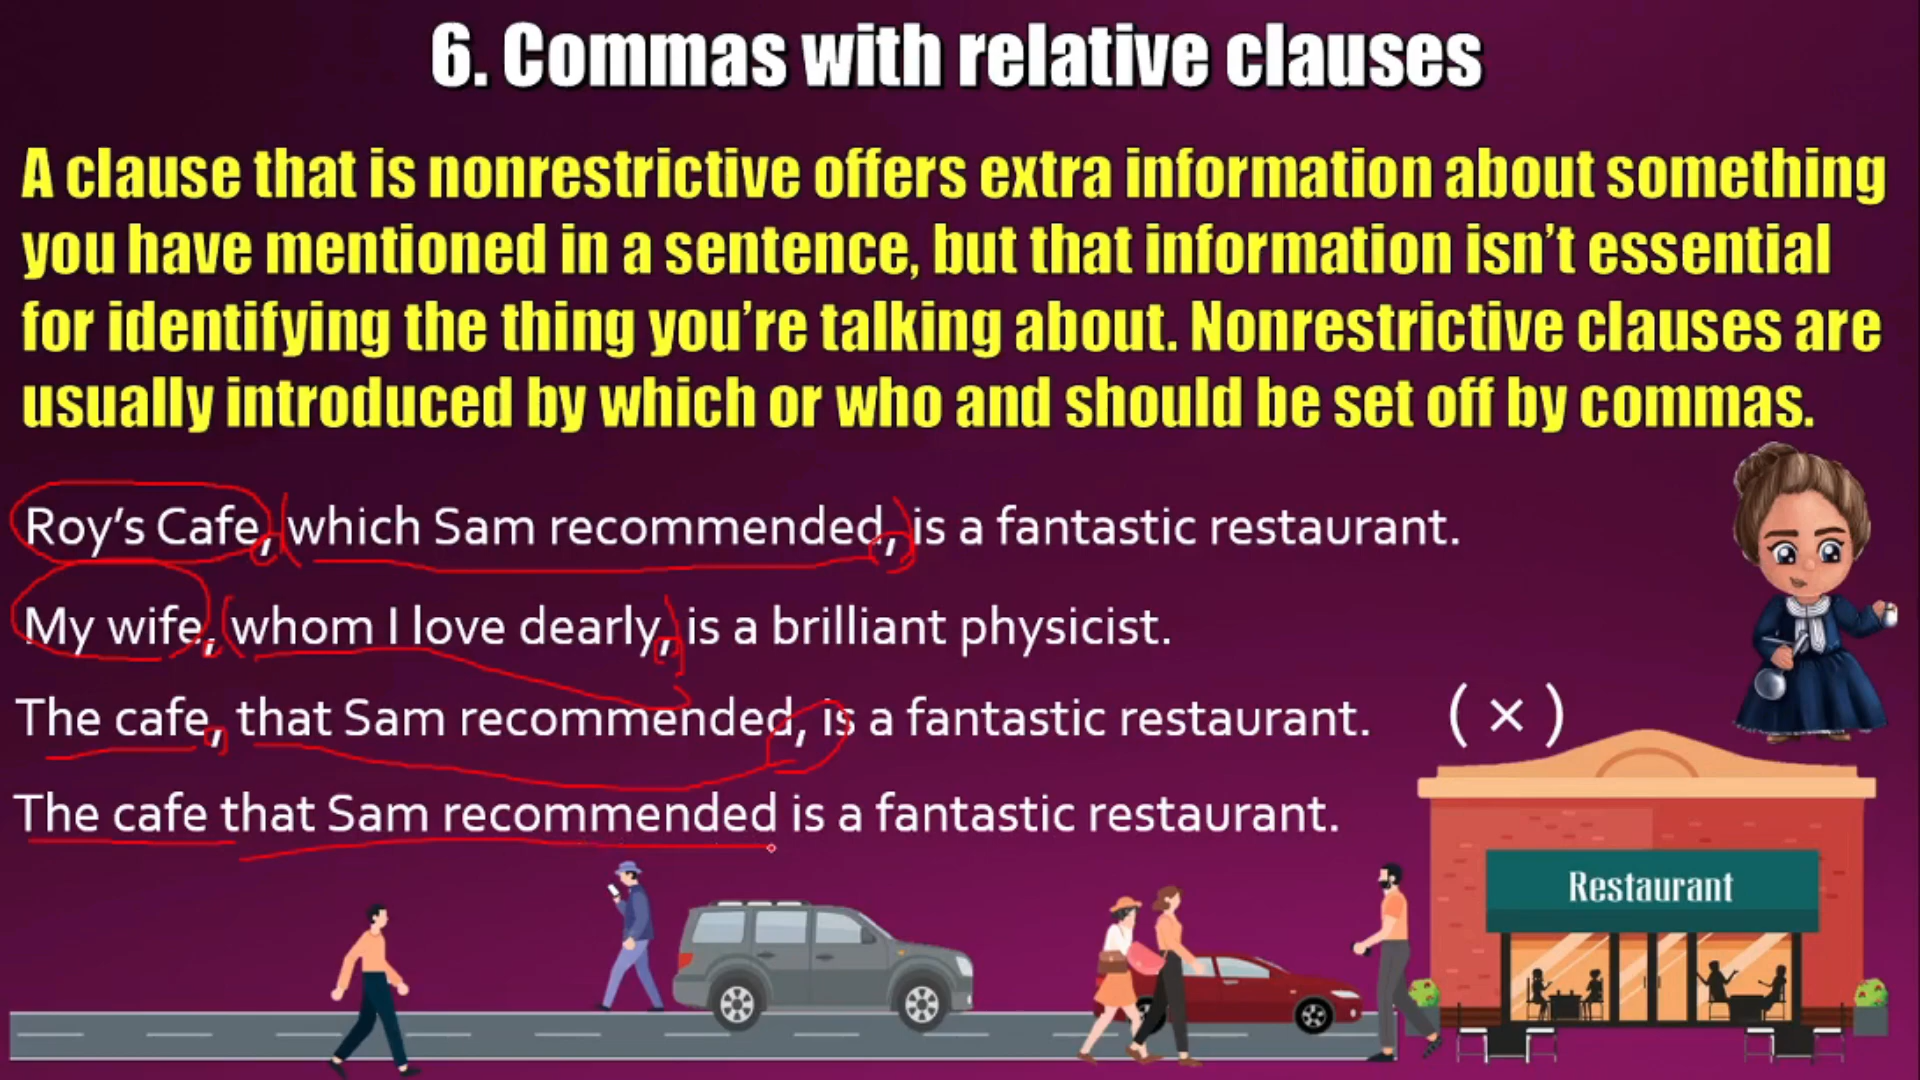 6. Commas with relative clauses
A clause that is nonrestrictive offers extra information about something
you have mentioned in a sentence, but that information isn’t essential
for identifying the thing you’re talking about. Nonrestrictive clauses are
usually introduced by which or who and should be set off by commas.
Roy’s Cafe, which Sam recommended, is a fantastic restaurant.
My wife, whom I love dearly, is a brilliant physicist.
The cafe, that Sam recommended, is a fantastic restaurant. (×)
The cafe that Sam recommended is a fantastic restaurant.
Restaurant